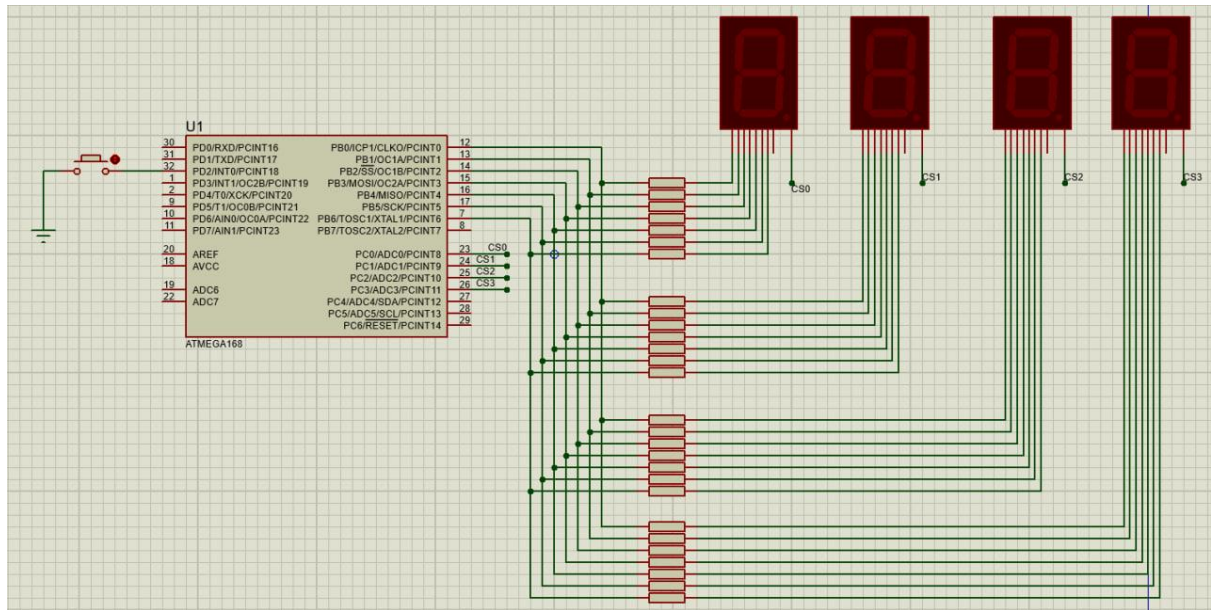 U1
30 PD0/RXD/PCINT16 PB0/ICP1/CLKO/PCINT0 12
31 PD1/TXD/PCINT17 PB1/OC1A/PCINT1 13
32 PD2/INT0/PCINT18 PB2/SS/OC1B/PCINT2 14
1 PD3/INT1/OC2B/PCINT19 PB3/MOSI/OC2A/PCINT3 15
2 PD4/T0/XCK/PCINT20 PB4/MISO/PCINT4 16
9 PD5/T1/OC0B/PCINT21 PB5/SCK/PCINT5 17
10 PD6/AIN0/OC0A/PCINT22 PB6/TOSC1/XTAL1/PCINT6 7
11 PD7/AIN1/PCINT23 PB7/TOSC2/XTAL2/PCINT7 8
20 AREF PC0/ADC0/PCINT8 23 CS0
18 AVCC PC1/ADC1/PCINT9 24 CS1
PC2/ADC2/PCINT10 25 CS2
19 ADC6 PC3/ADC3/PCINT11 26 CS3
22 ADC7 PC4/ADC4/SDA/PCINT12 27
PC5/ADC5/SCL/PCINT13 28
PC6/RESET/PCINT14 29
ATMEGA168
CS0 CS1 CS2 CS3